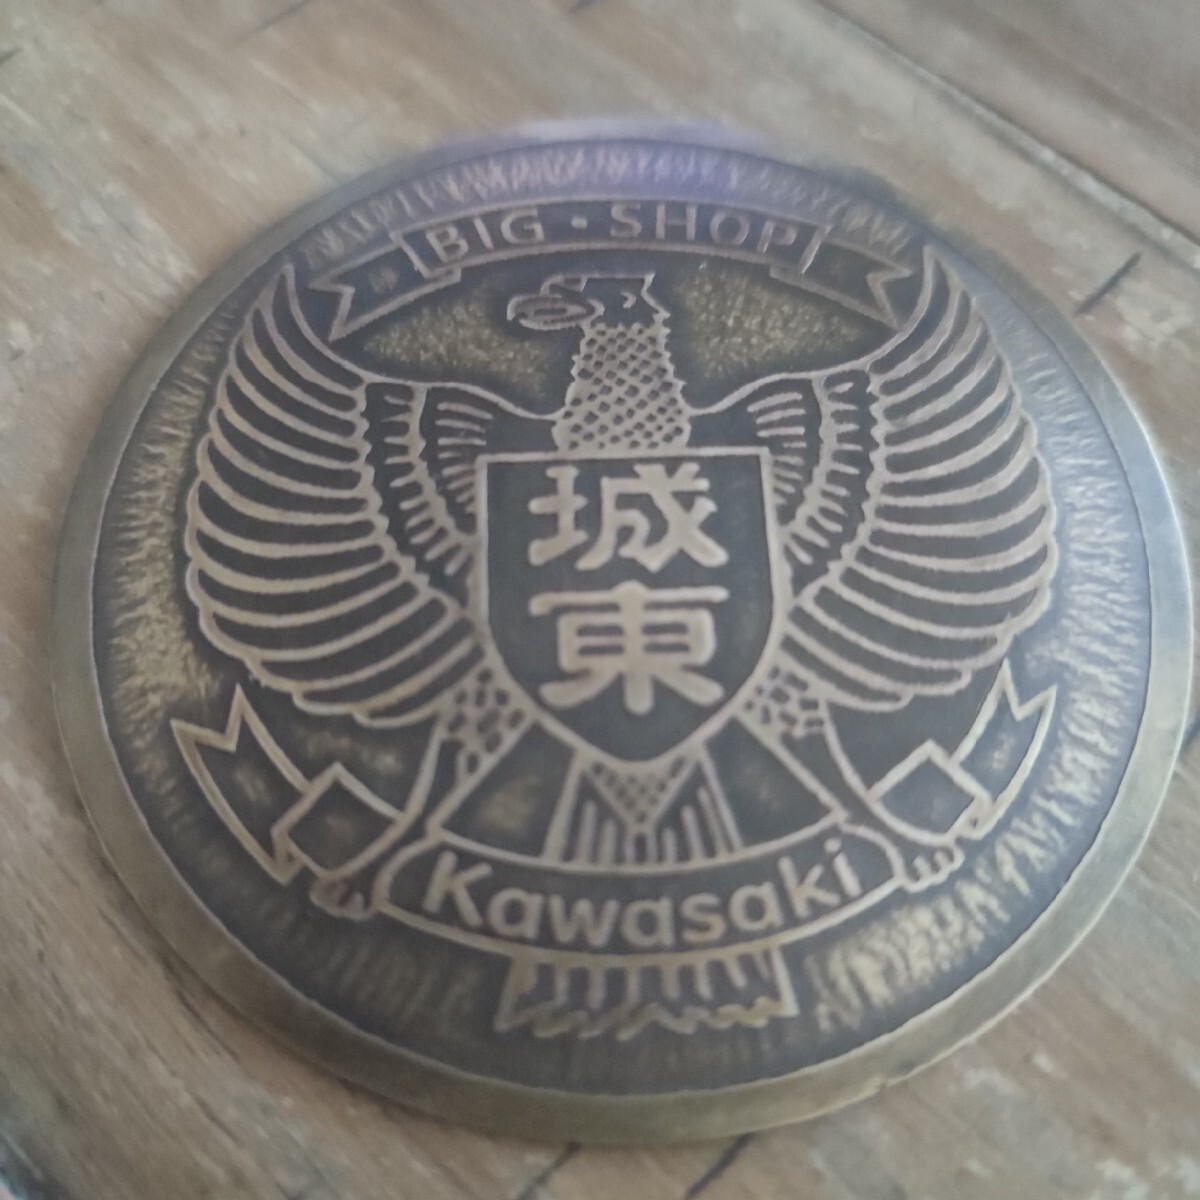 BIG・SHOP
城
東
Kawasaki